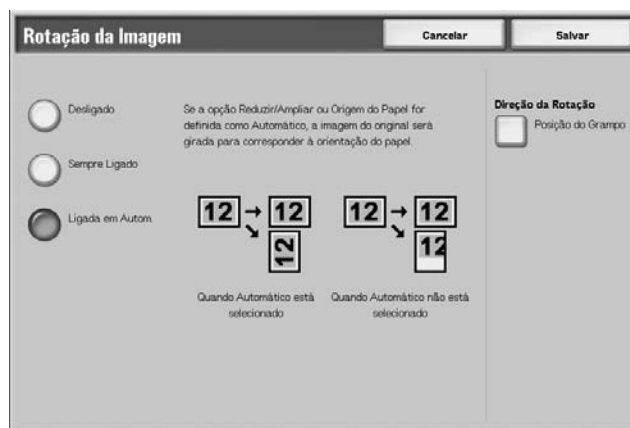 Rotação da Imagem
Cancelar
Salvar
Desligado
Sempre Ligado
Ligada em Autom.
Se a opção Reduzir/Ampliar ou Origem do Papel for
definida como Automático, a imagem do original será
girada para corresponder à orientação do papel.
12 → 12
12
12 → 12
12
Quando Automático está
selecionado
Quando Automático não está
selecionado
Direção da Rotação
Posição do Grampo